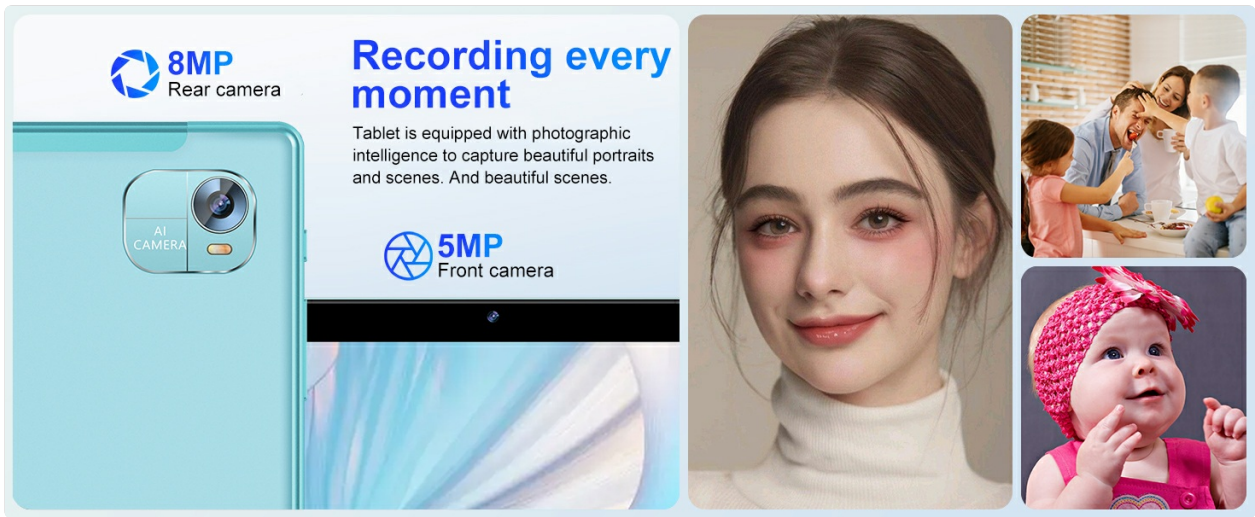 8MP
Rear camera
Recording every
moment
Tablet is equipped with photographic
intelligence to capture beautiful portraits
and scenes. And beautiful scenes.
AI
CAMERA
5MP
Front camera